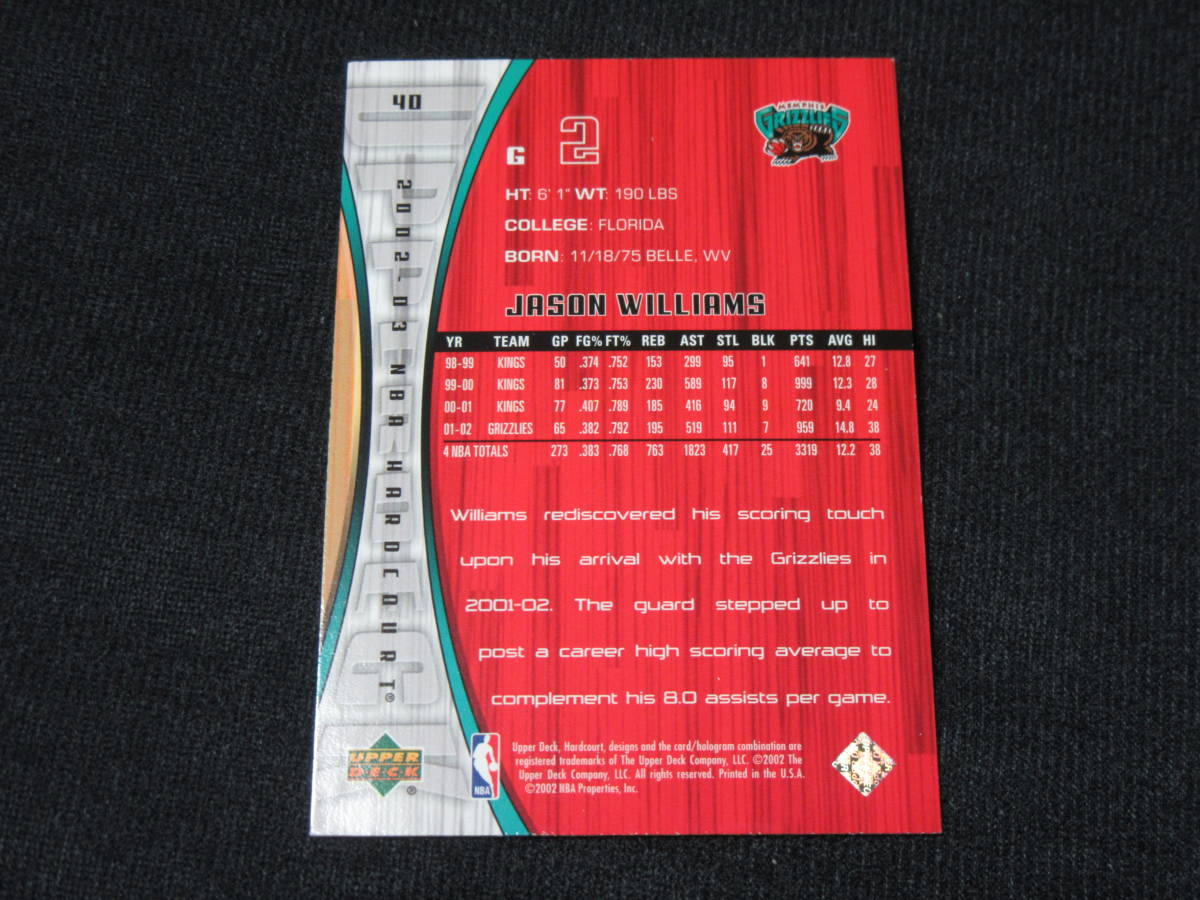 40
2002-03 NBA HARDCOURT®
MEMPHIS
GRIZZLIES
G 2
HT: 6' 1" WT: 190 LBS
COLLEGE: FLORIDA
BORN: 11/18/75 BELLE, WV
JASON WILLIAMS
YR TEAM GP FG% FT% REB AST STL BLK PTS AVG HI
98-99 KINGS 50 .374 .752 153 299 95 1 641 12.8 27
99-00 KINGS 81 .373 .753 230 589 117 8 999 12.3 28
00-01 KINGS 77 .407 .789 185 416 94 9 720 9.4 24
01-02 GRIZZLIES 65 .382 .792 195 519 111 7 959 14.8 38
4 NBA TOTALS 273 .383 .768 763 1823 417 25 3319 12.2 38
Williams rediscovered his scoring touch
upon his arrival with the Grizzlies in
2001-02. The guard stepped up to
post a career high scoring average to
complement his 8.0 assists per game.
UPPER
DECK®
NBA
Upper Deck, Hardcourt, designs and the card/hologram combination are
registered trademarks of The Upper Deck Company, LLC. ©2002 The
Upper Deck Company, LLC. All rights reserved. Printed in the U.S.A.
©2002 NBA Properties, Inc.